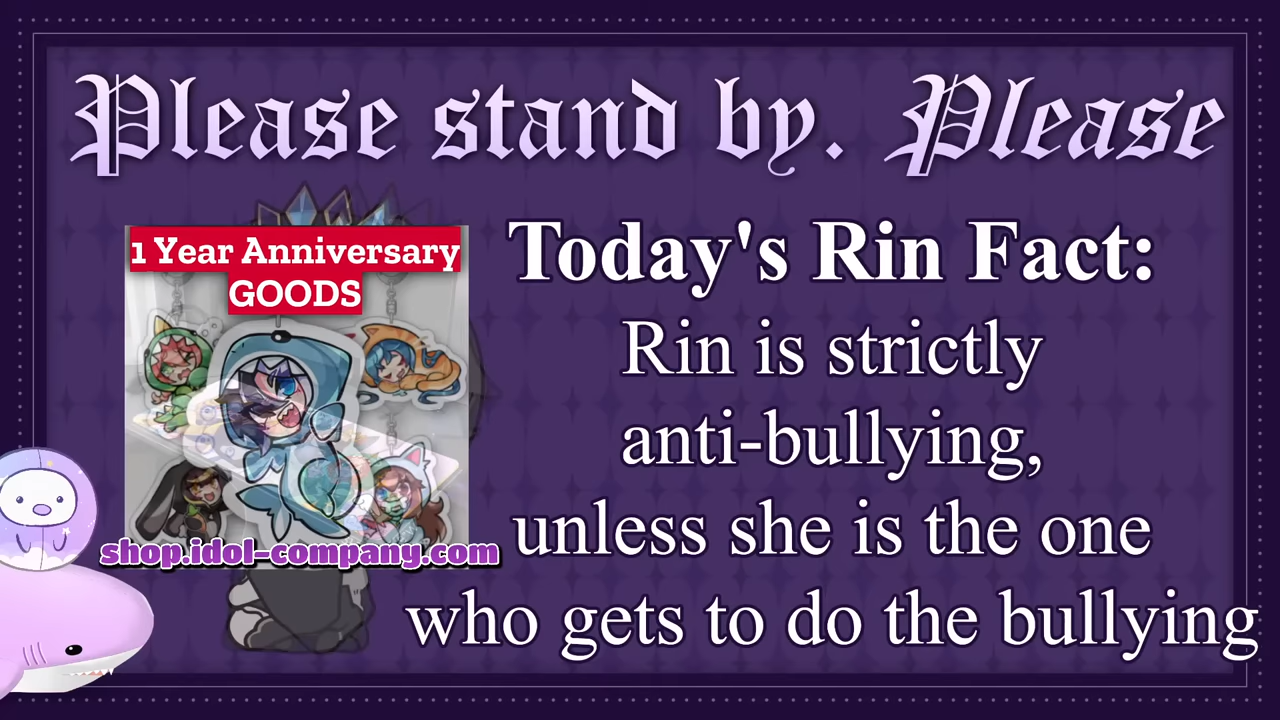 Please stand by. Please
1 Year Anniversary
GOODS
shop.idol-company.com
Today's Rin Fact:
Rin is strictly
anti-bullying,
unless she is the one
who gets to do the bullying